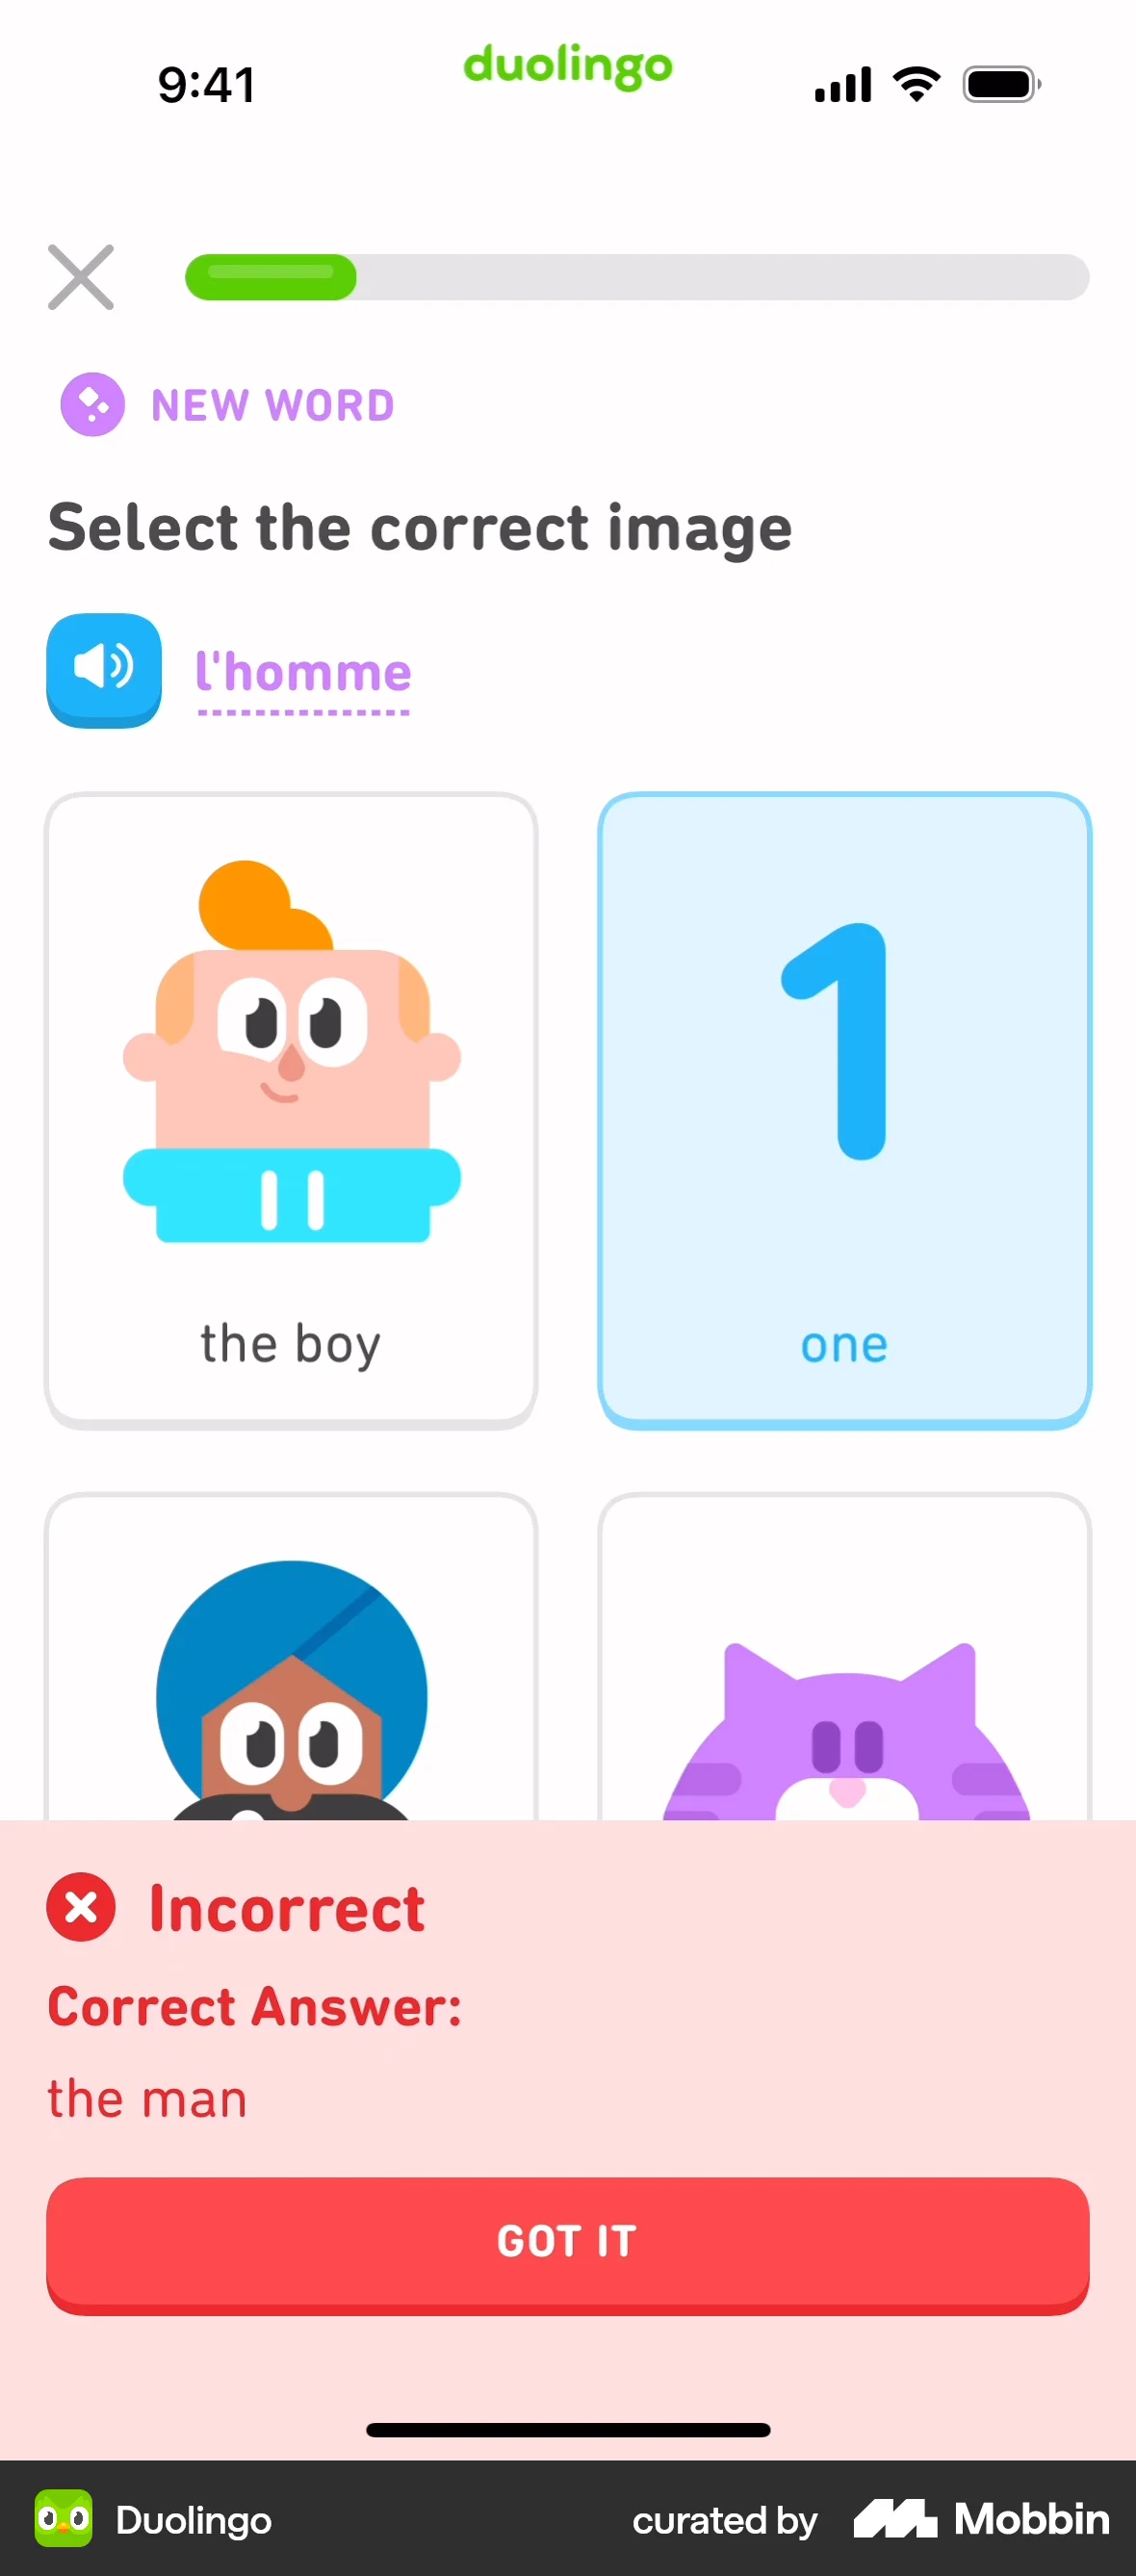 9:41
duolingo
NEW WORD
Select the correct image
l'homme
1
the boy
one
Incorrect
Correct Answer:
the man
GOT IT
Duolingo
curated by Mobbin